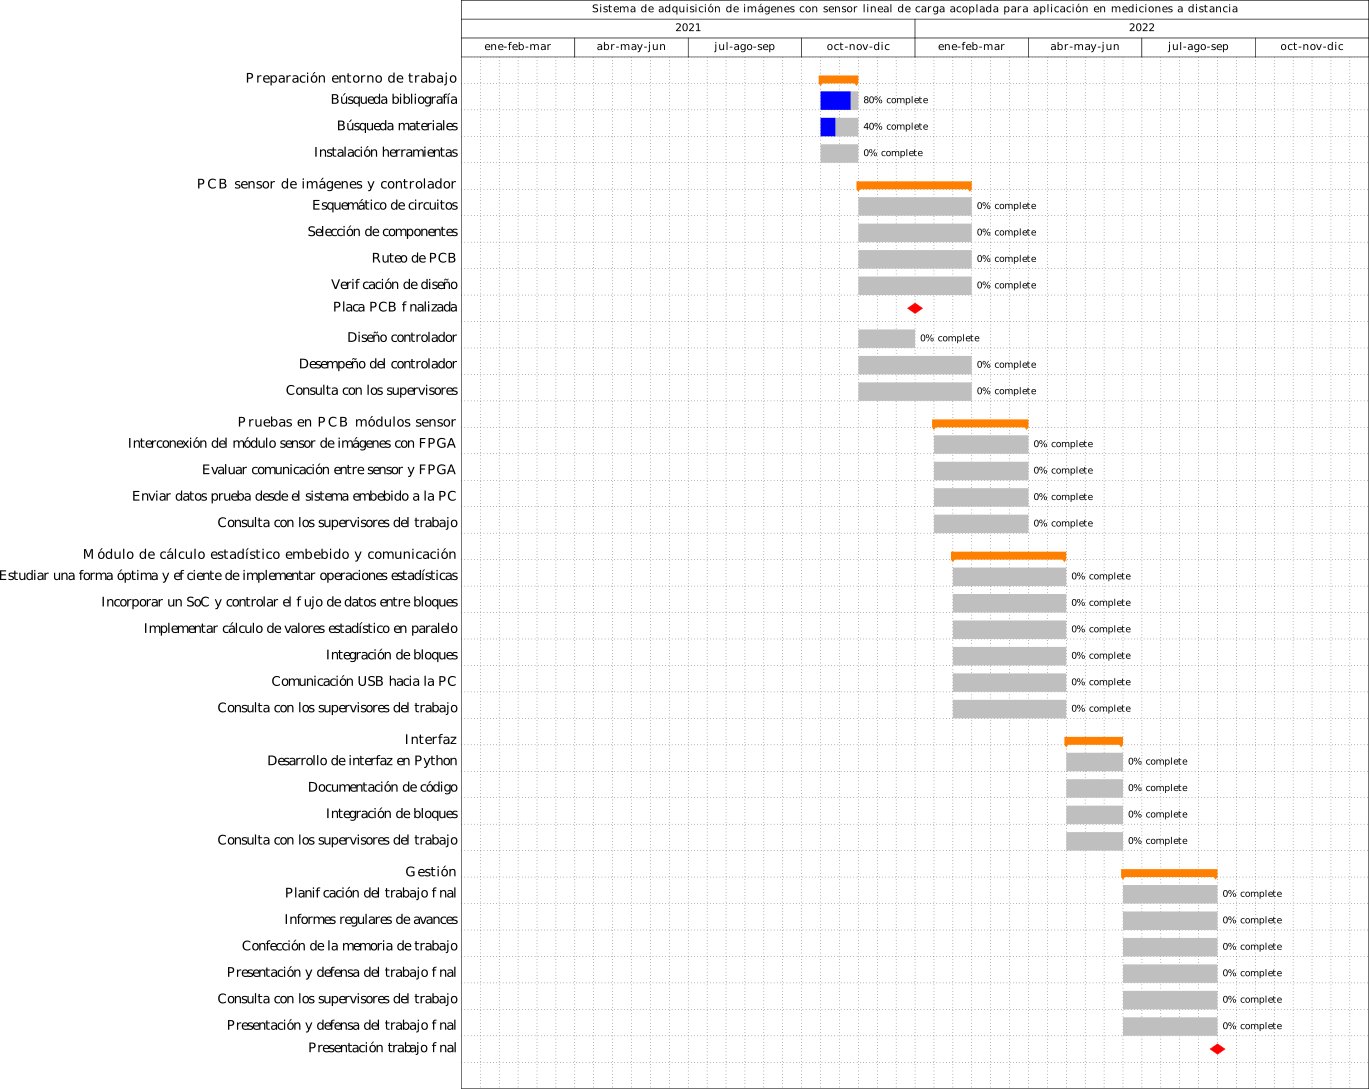 Sistema de adquisición de imágenes con sensor lineal de carga acoplada para aplicación en mediciones a distancia
2021 2022
ene-feb-mar abr-may-jun jul-ago-sep oct-nov-dic ene-feb-mar abr-may-jun jul-ago-sep oct-nov-dic
Preparación entorno de trabajo
Búsqueda bibliografía 80% complete
Búsqueda materiales 40% complete
Instalación herramientas 0% complete
PCB sensor de imágenes y controlador
Esquemático de circuitos 0% complete
Selección de componentes 0% complete
Ruteo de PCB 0% complete
Verif cación de diseño 0% complete
Placa PCB f nalizada
Diseño controlador 0% complete
Desempeño del controlador 0% complete
Consulta con los supervisores 0% complete
Pruebas en PCB módulos sensor
Interconexión del módulo sensor de imágenes con FPGA 0% complete
Evaluar comunicación entre sensor y FPGA 0% complete
Enviar datos prueba desde el sistema embebido a la PC 0% complete
Consulta con los supervisores del trabajo 0% complete
Módulo de cálculo estadístico embebido y comunicación
Estudiar una forma óptima y ef ciente de implementar operaciones estadísticas 0% complete
Incorporar un SoC y controlar el f ujo de datos entre bloques 0% complete
Implementar cálculo de valores estadístico en paralelo 0% complete
Integración de bloques 0% complete
Comunicación USB hacia la PC 0% complete
Consulta con los supervisores del trabajo 0% complete
Interfaz
Desarrollo de interfaz en Python 0% complete
Documentación de código 0% complete
Integración de bloques 0% complete
Consulta con los supervisores del trabajo 0% complete
Gestión
Planif cación del trabajo f nal 0% complete
Informes regulares de avances 0% complete
Confección de la memoria de trabajo 0% complete
Presentación y defensa del trabajo f nal 0% complete
Consulta con los supervisores del trabajo 0% complete
Presentación y defensa del trabajo f nal 0% complete
Presentación trabajo f nal